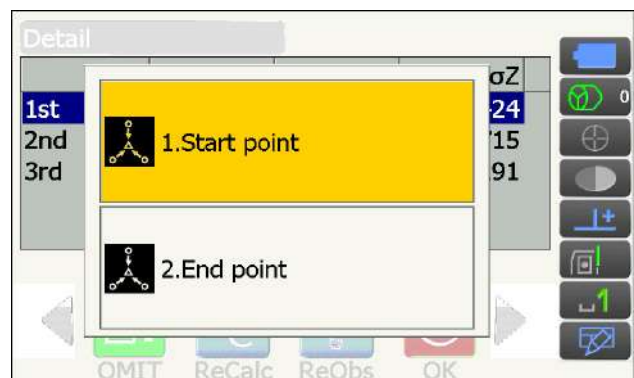 Detail
σZ
1st 24
1.Start point
2nd 15
3rd 91
2.End point
OMIT ReCalc ReObs OK
0
1